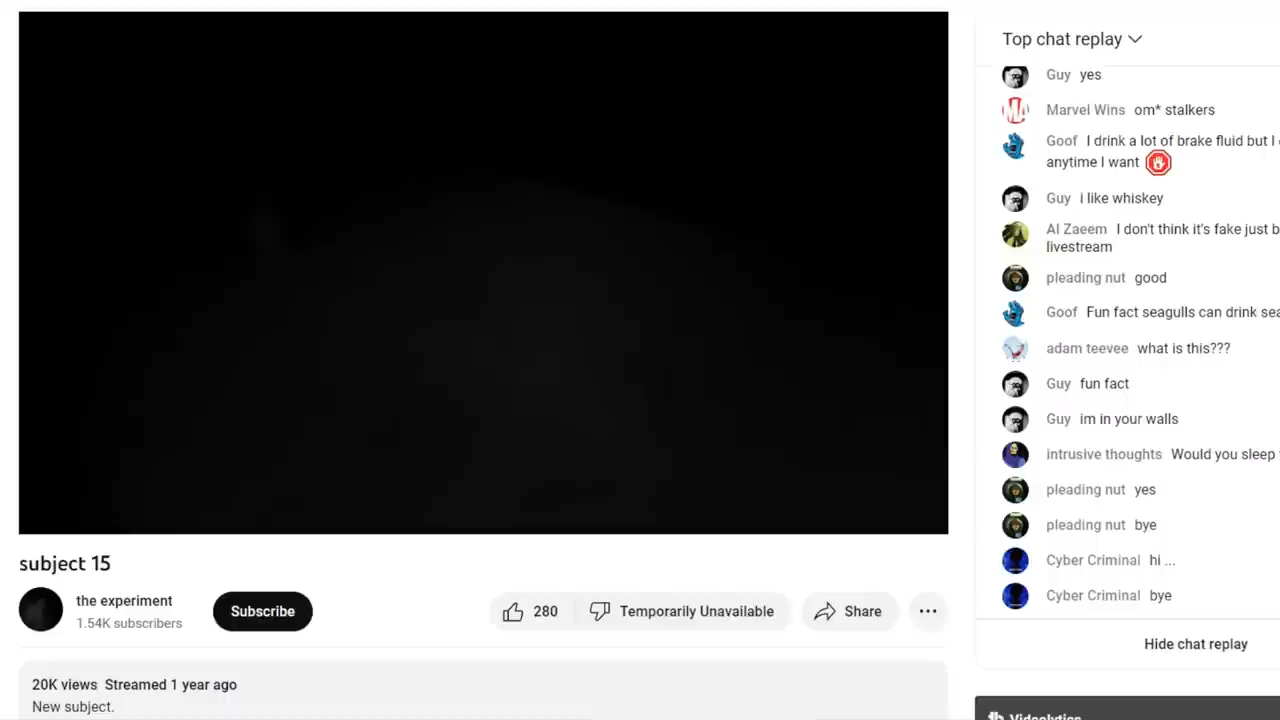 Top chat replay
Guy yes
Marvel Wins om* stalkers
Goof I drink a lot of brake fluid but I
anytime I want
Guy i like whiskey
Al Zaeem I don't think it's fake just
livestream
pleading nut good
Goof Fun fact seagulls can drink
adam teevee what is this???
Guy fun fact
Guy im in your walls
intrusive thoughts Would you sleep
pleading nut yes
pleading nut bye
Cyber Criminal hi ...
Cyber Criminal bye
Hide chat replay
subject 15
the experiment
1.54K subscribers
Subscribe
280
Temporarily Unavailable
Share
20K views Streamed 1 year ago
New subject.
Videolytics